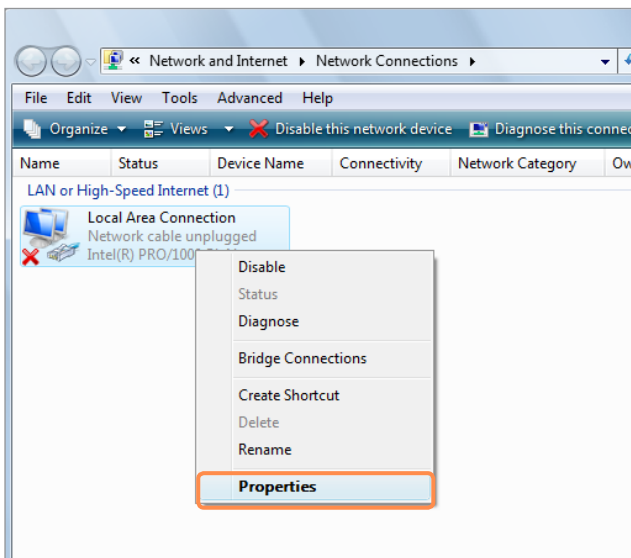 « Network and Internet ▸ Network Connections ▸
File Edit View Tools Advanced Help
Organize Views Disable this network device Diagnose this connec
Name Status Device Name Connectivity Network Category Ow
LAN or High-Speed Internet (1)
Local Area Connection
Network cable unplugged
Intel(R) PRO/100
Disable
Status
Diagnose
Bridge Connections
Create Shortcut
Delete
Rename
Properties